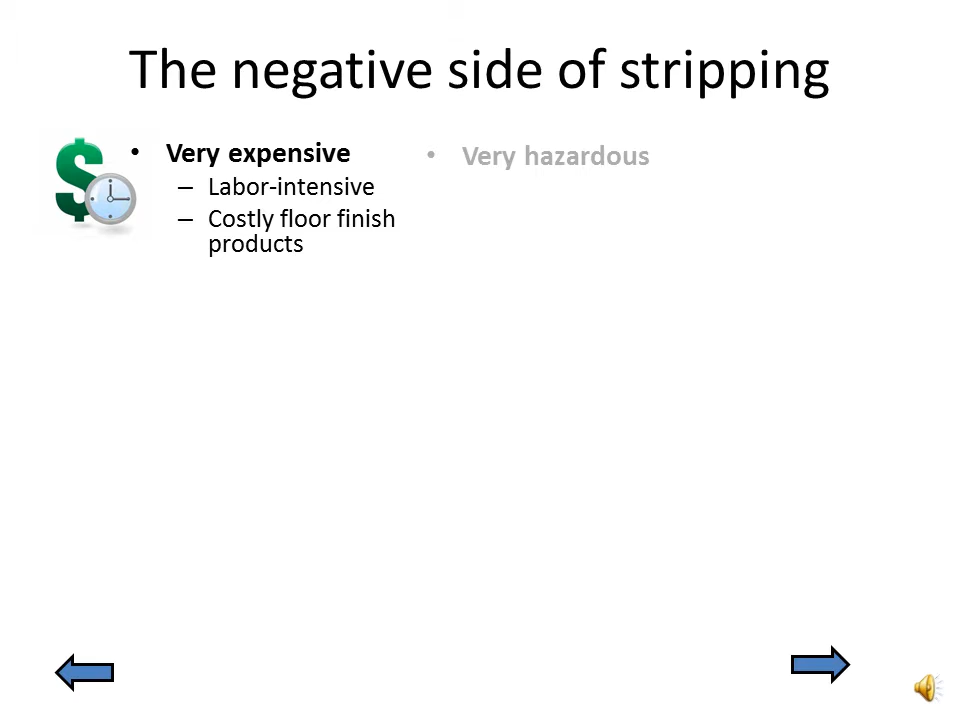 The negative side of stripping
• Very expensive
– Labor-intensive
– Costly floor finish
products
• Very hazardous